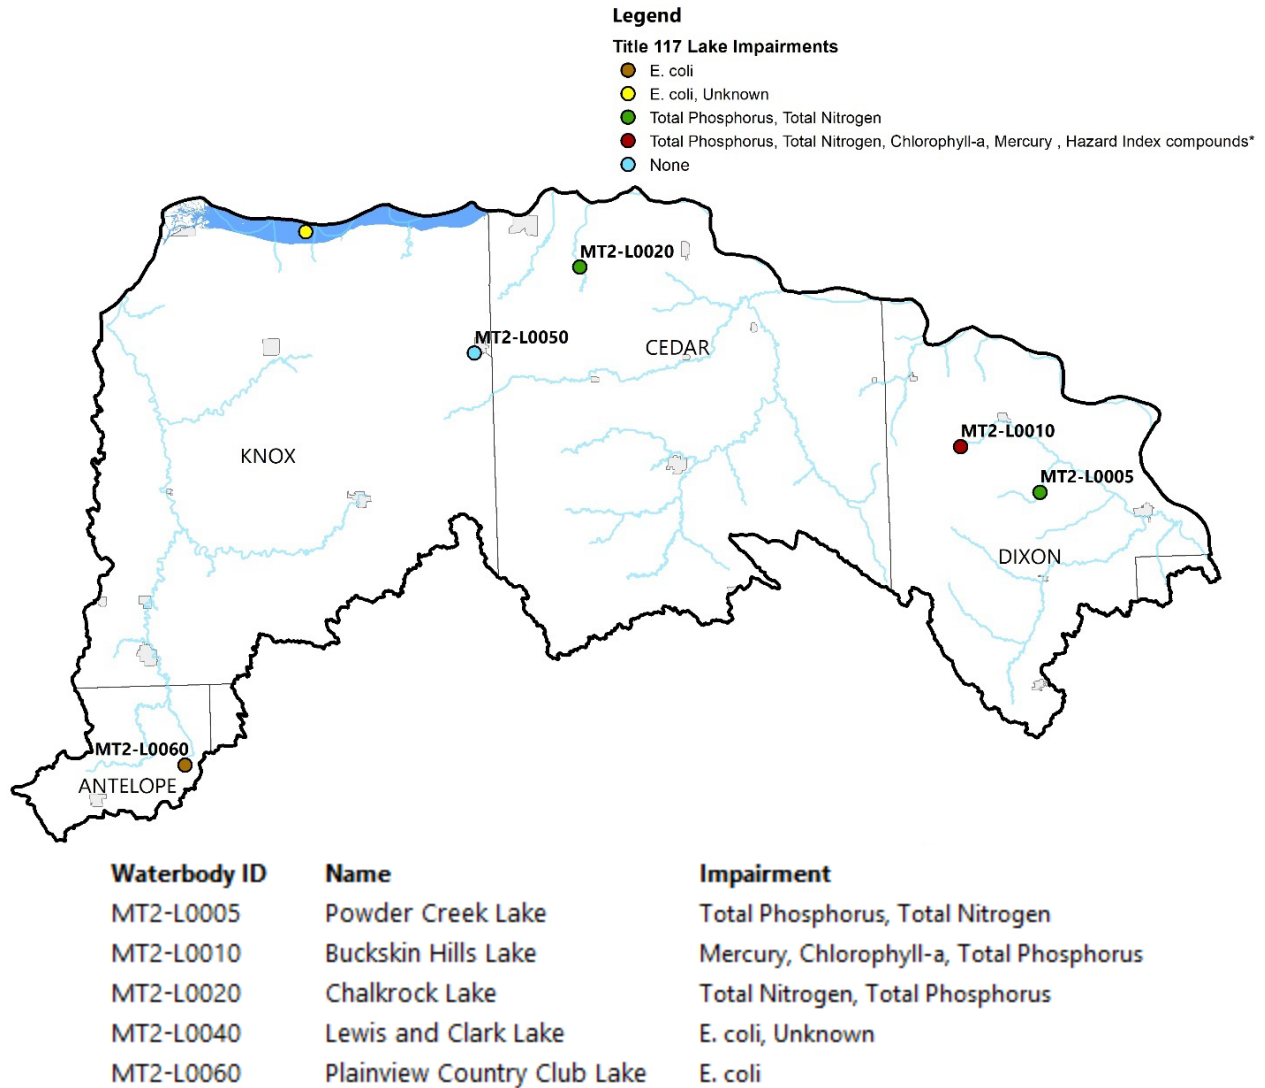 Legend
Title 117 Lake Impairments
E. coli
E. coli, Unknown
Total Phosphorus, Total Nitrogen
Total Phosphorus, Total Nitrogen, Chlorophyll-a, Mercury , Hazard Index compounds*
None
MT2-L0020
MT2-L0050
CEDAR
MT2-L0010
KNOX
MT2-L0005
DIXON
MT2-L0060
ANTELOPE
Waterbody ID Name Impairment
MT2-L0005 Powder Creek Lake Total Phosphorus, Total Nitrogen
MT2-L0010 Buckskin Hills Lake Mercury, Chlorophyll-a, Total Phosphorus
MT2-L0020 Chalkrock Lake Total Nitrogen, Total Phosphorus
MT2-L0040 Lewis and Clark Lake E. coli, Unknown
MT2-L0060 Plainview Country Club Lake E. coli